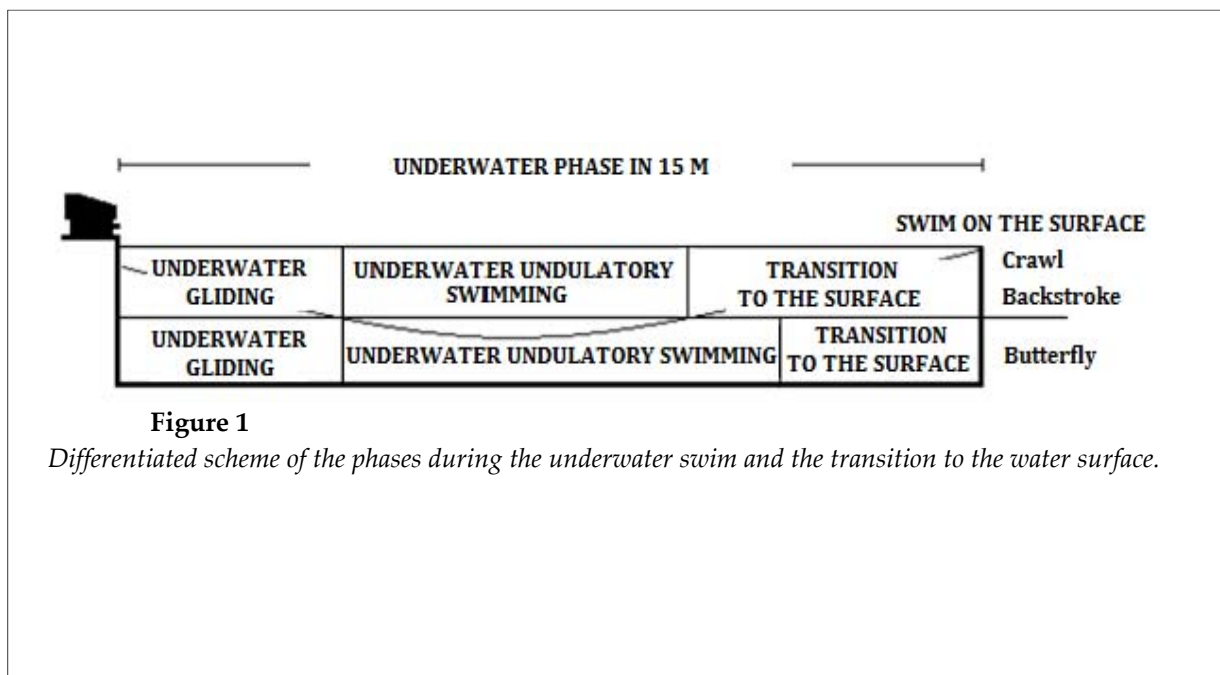 UNDERWATER PHASE IN 15 M
SWIM ON THE SURFACE
UNDERWATER
GLIDING
UNDERWATER UNDULATORY
SWIMMING
TRANSITION
TO THE SURFACE
Crawl
Backstroke
UNDERWATER
GLIDING
UNDERWATER UNDULATORY SWIMMING
TRANSITION
TO THE SURFACE
Butterfly
Figure 1
Differentiated scheme of the phases during the underwater swim and the transition to the water surface.